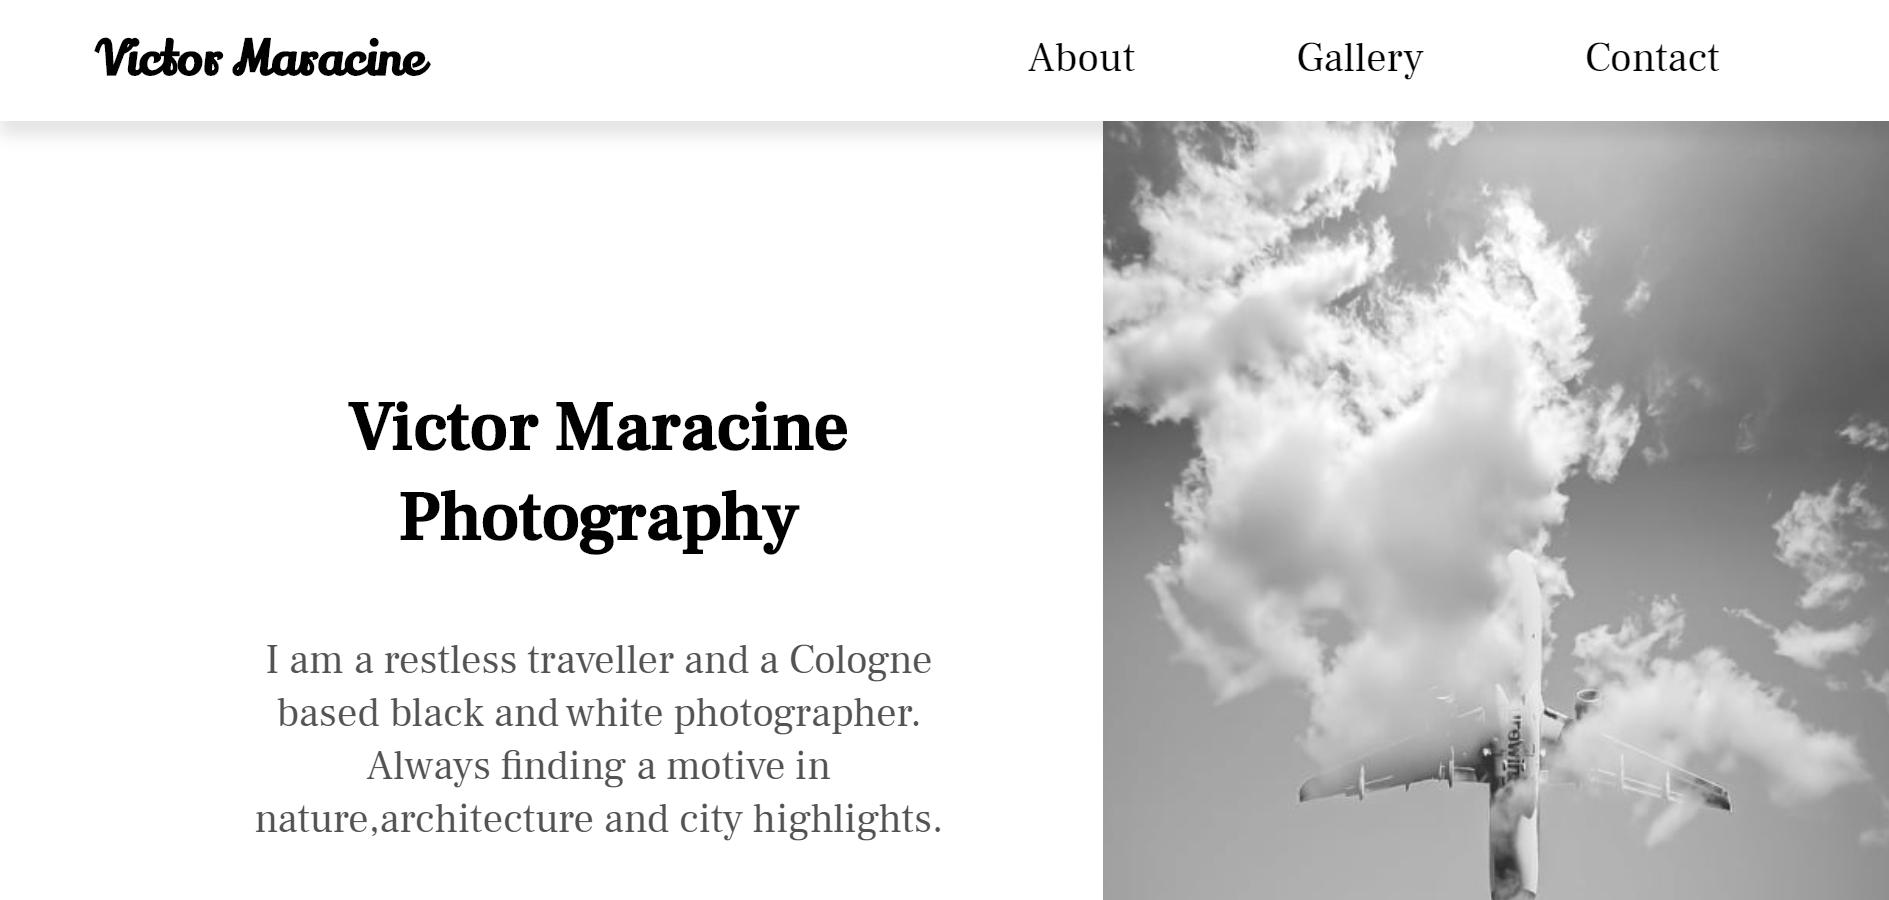 Victor Maracine
About
Gallery
Contact
Victor Maracine
Photography
I am a restless traveller and a Cologne
based black and white photographer.
Always finding a motive in
nature,architecture and city highlights.